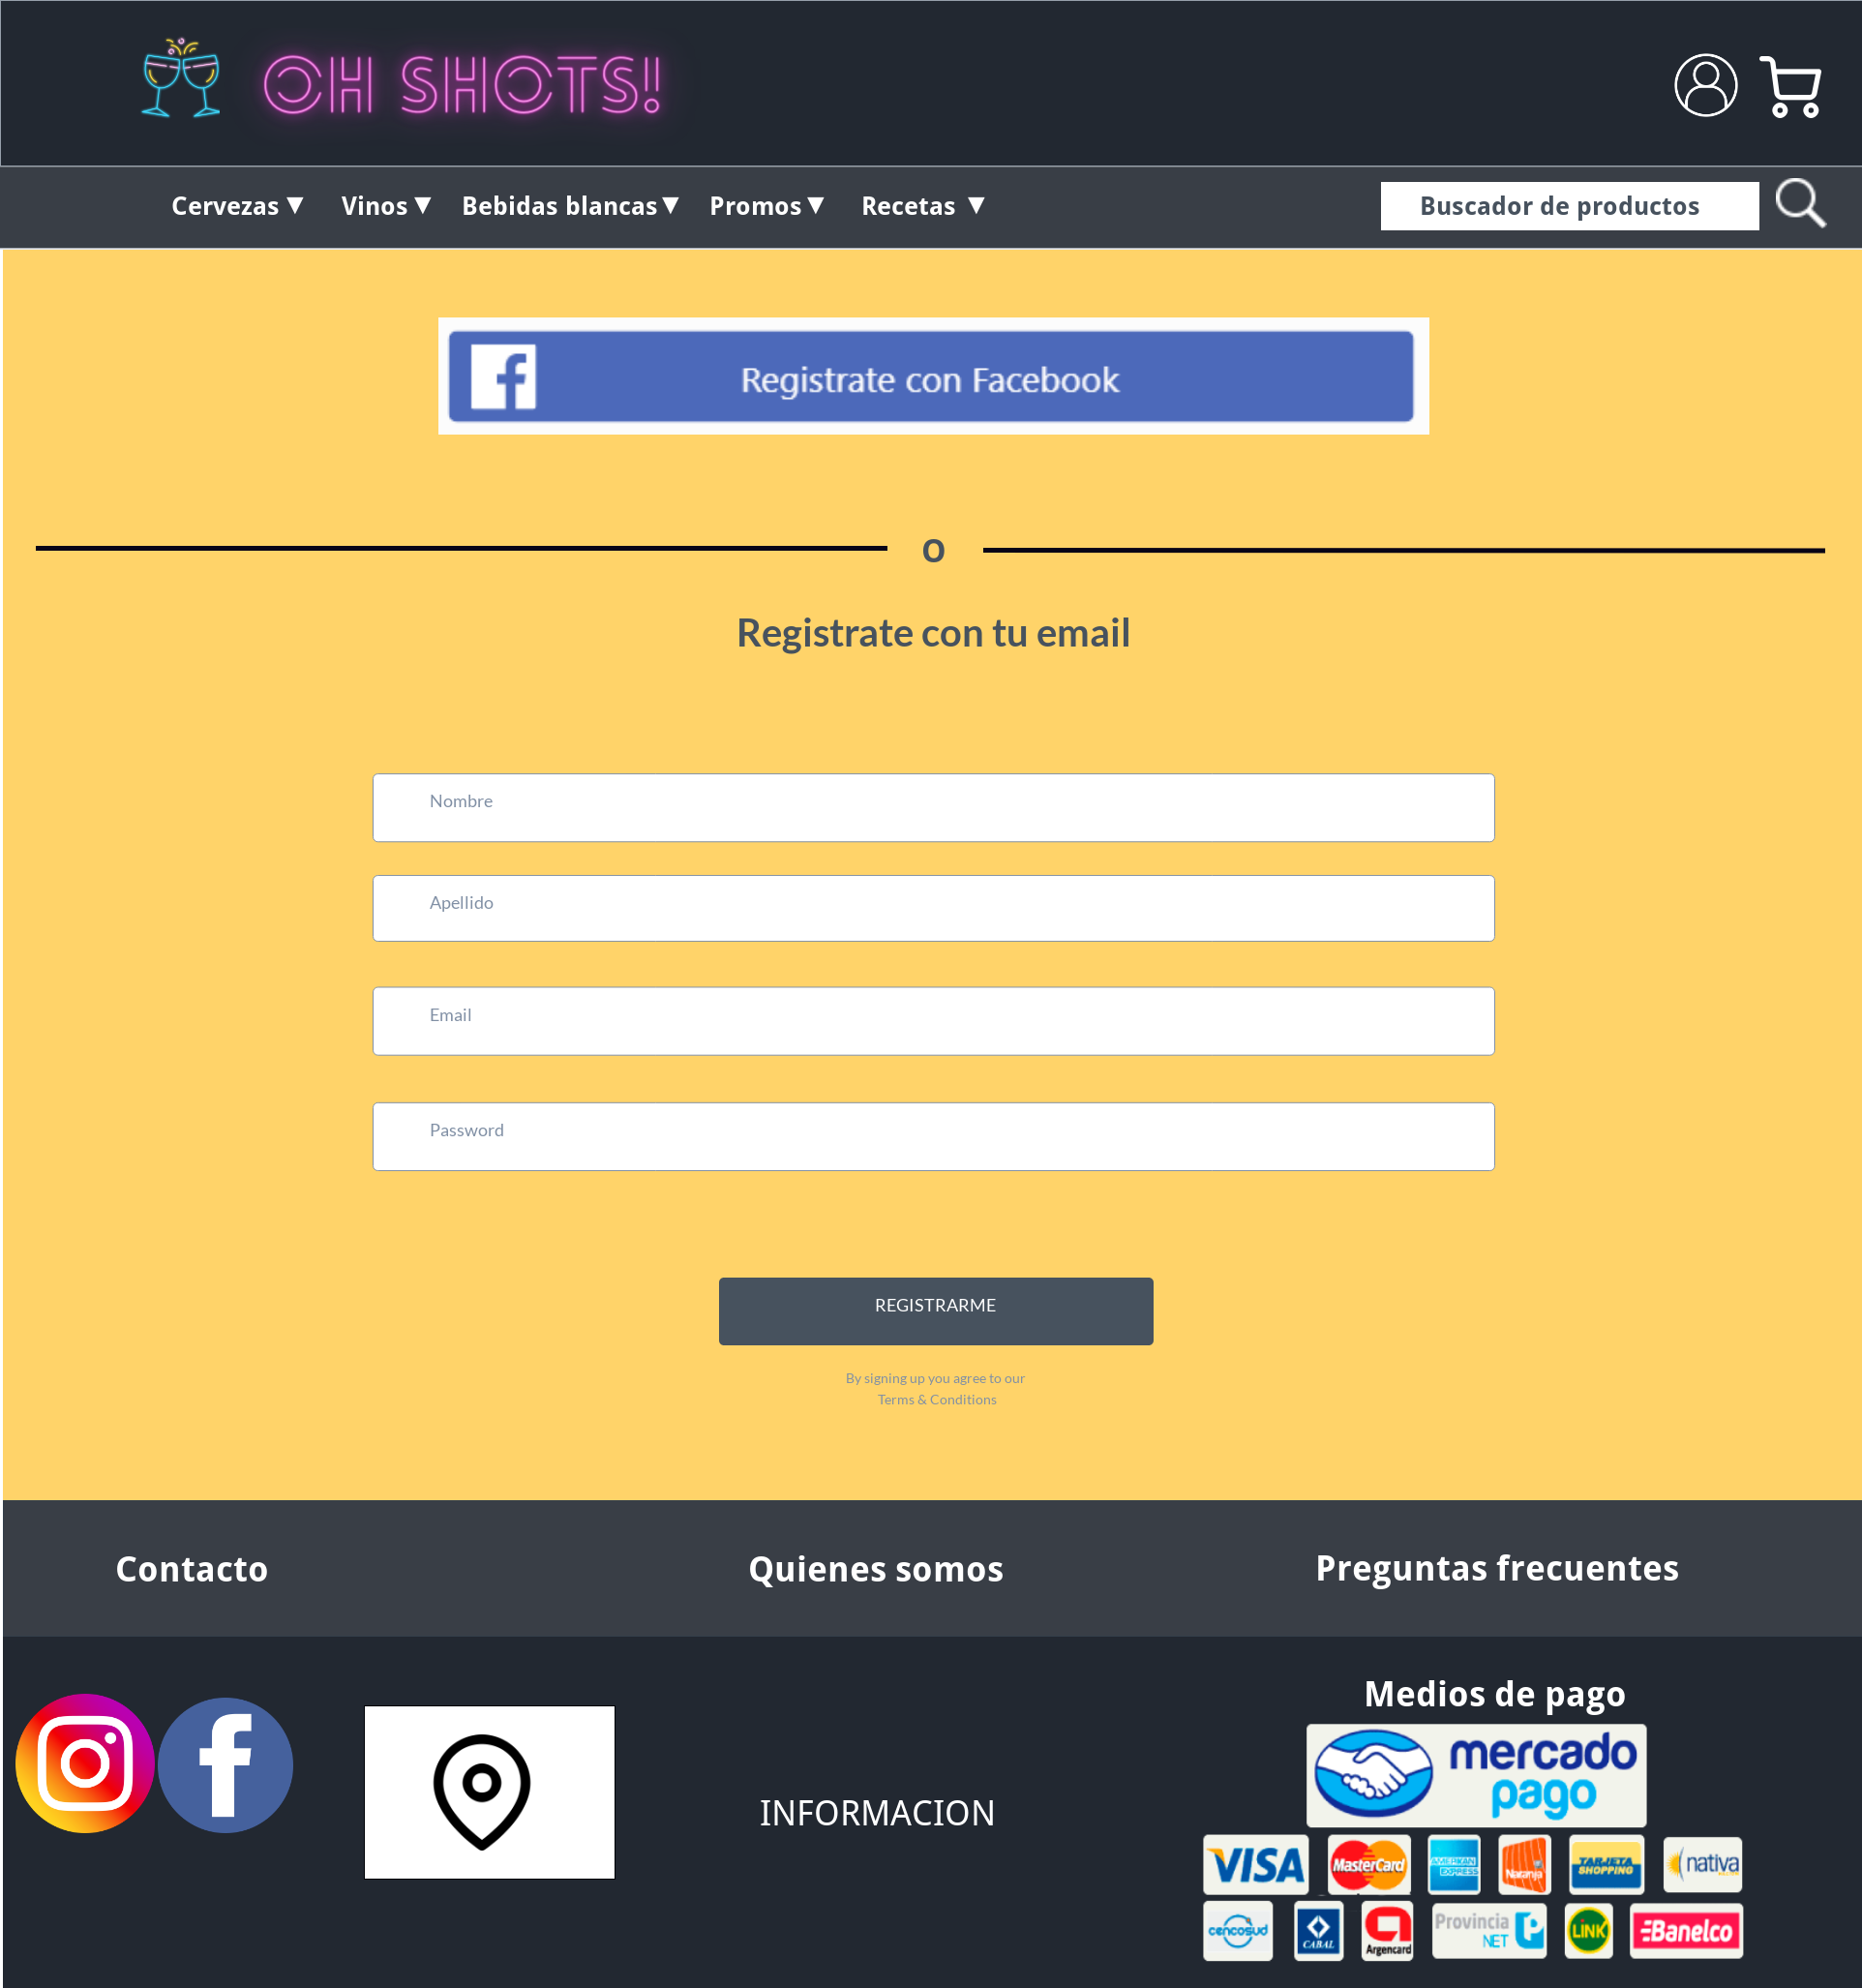 OH SHOTS!!
Cervezas ▼ Vinos ▼ Bebidas blancas ▼ Promos ▼ Recetas ▼ Buscador de productos
Registrate con Facebook
O
Registrate con tu email
Nombre
Apellido
Email
Password
REGISTRARME
By signing up you agree to our
Terms & Conditions
Contacto Quienes somos Preguntas frecuentes
Medios de pago
mercado
pago
INFORMACION
VISA MasterCard AMERICAN EXPRESS Naranja TARJETA SHOPPING nativa
cencosud CABAL Argencard Provincia NET LINK Banelco